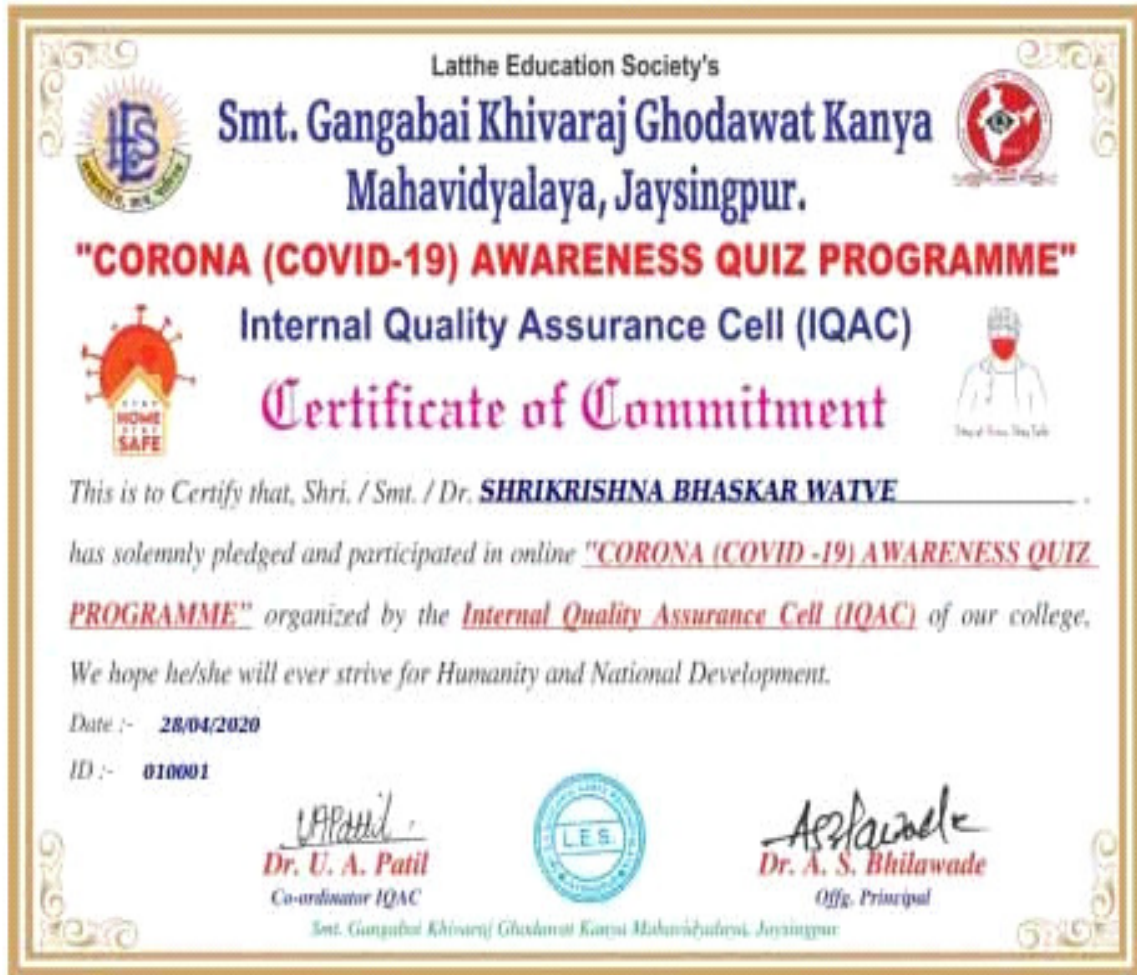 Latthe Education Society's
Smt. Gangabai Khivaraj Ghodawat Kanya
Mahavidyalaya, Jaysingpur.
"CORONA (COVID-19) AWARENESS QUIZ PROGRAMME"
Internal Quality Assurance Cell (IQAC)
Certificate of Commitment
STAY
HOME
STAY
SAFE
Stay at Home, Stay Safe
This is to Certify that, Shri. / Smt. / Dr. SHRIKRISHNA BHASKAR WATVE .
has solemnly pledged and participated in online "CORONA (COVID -19) AWARENESS QUIZ
PROGRAMME" organized by the Internal Quality Assurance Cell (IQAC) of our college.
We hope he/she will ever strive for Humanity and National Development.
Date :- 28/04/2020
ID :- 010001
L.E.S.
Dr. U. A. Patil
Co-ordinator IQAC
Dr. A. S. Bhilawade
Offg. Principal
Smt. Gangabai Khivaraj Ghodawat Kanya Mahavidyalaya, Jaysingpur